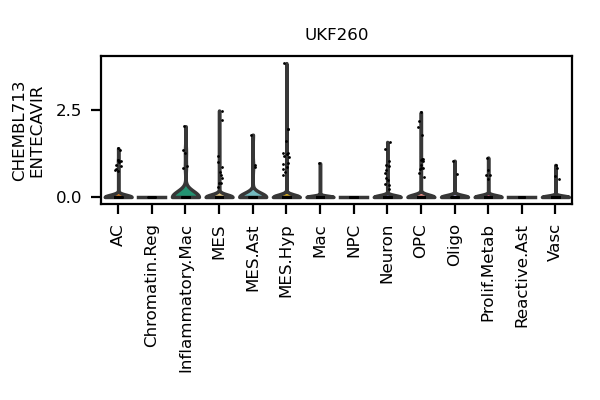 UKF260
CHEMBL713
ENTECAVIR
2.5
0.0
AC
Chromatin.Reg
Inflammatory.Mac
MES
MES.Ast
MES.Hyp
Mac
NPC
Neuron
OPC
Oligo
Prolif.Metab
Reactive.Ast
Vasc